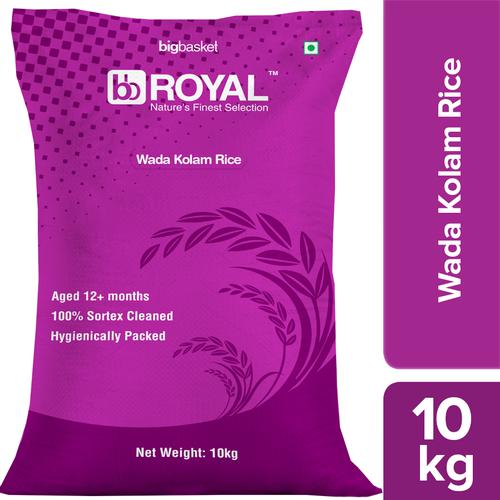 bigbasket
bb ROYAL™
Nature's Finest Selection
Wada Kolam Rice
Aged 12+ months
100% Sortex Cleaned
Hygienically Packed
Net Weight: 10kg
Wada Kolam Rice
10
kg